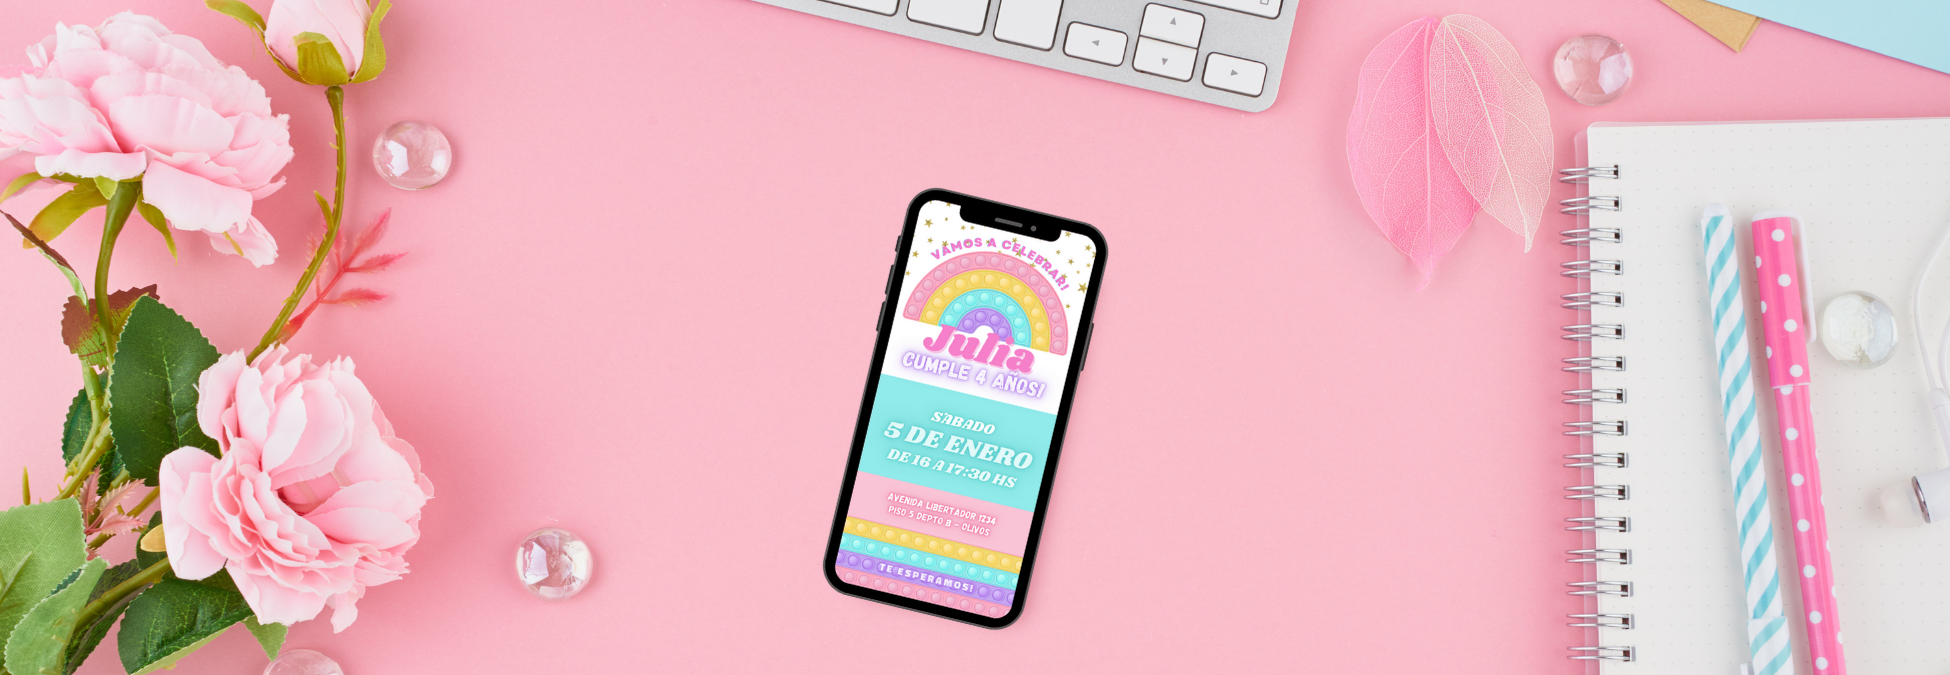 VAMOS A CELEBRAR!
Julia
CUMPLE 4 AÑOS!
SABADO
5 DE ENERO
DE 16 A 17:30 HS
AVENIDA LIBERTADOR 1234
PISO 5 DEPTO B - OLIVOS
TE ESPERAMOS!